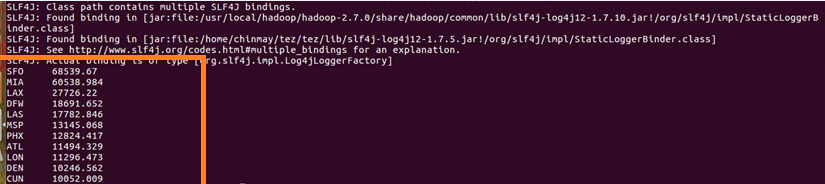 SLF4J: Class path contains multiple SLF4J bindings.
SLF4J: Found binding in [jar:file:/usr/local/hadoop/hadoop-2.7.0/share/hadoop/common/lib/slf4j-log4j12-1.7.10.jar!/org/slf4j/impl/StaticLoggerB
inder.class]
SLF4J: Found binding in [jar:file:/home/chinmay/tez/tez/lib/slf4j-log4j12-1.7.5.jar!/org/slf4j/impl/StaticLoggerBinder.class]
SLF4J: See http://www.slf4j.org/codes.html#multiple_bindings for an explanation.
SLF4J: Actual binding is of type [org.slf4j.impl.Log4jLoggerFactory]
SFO 68539.67
MIA 60538.984
LAX 27726.22
DFW 18691.652
LAS 17782.846
MSP 13145.068
PHX 12824.417
ATL 11494.329
LON 11296.473
DEN 10246.562
CUN 10052.009